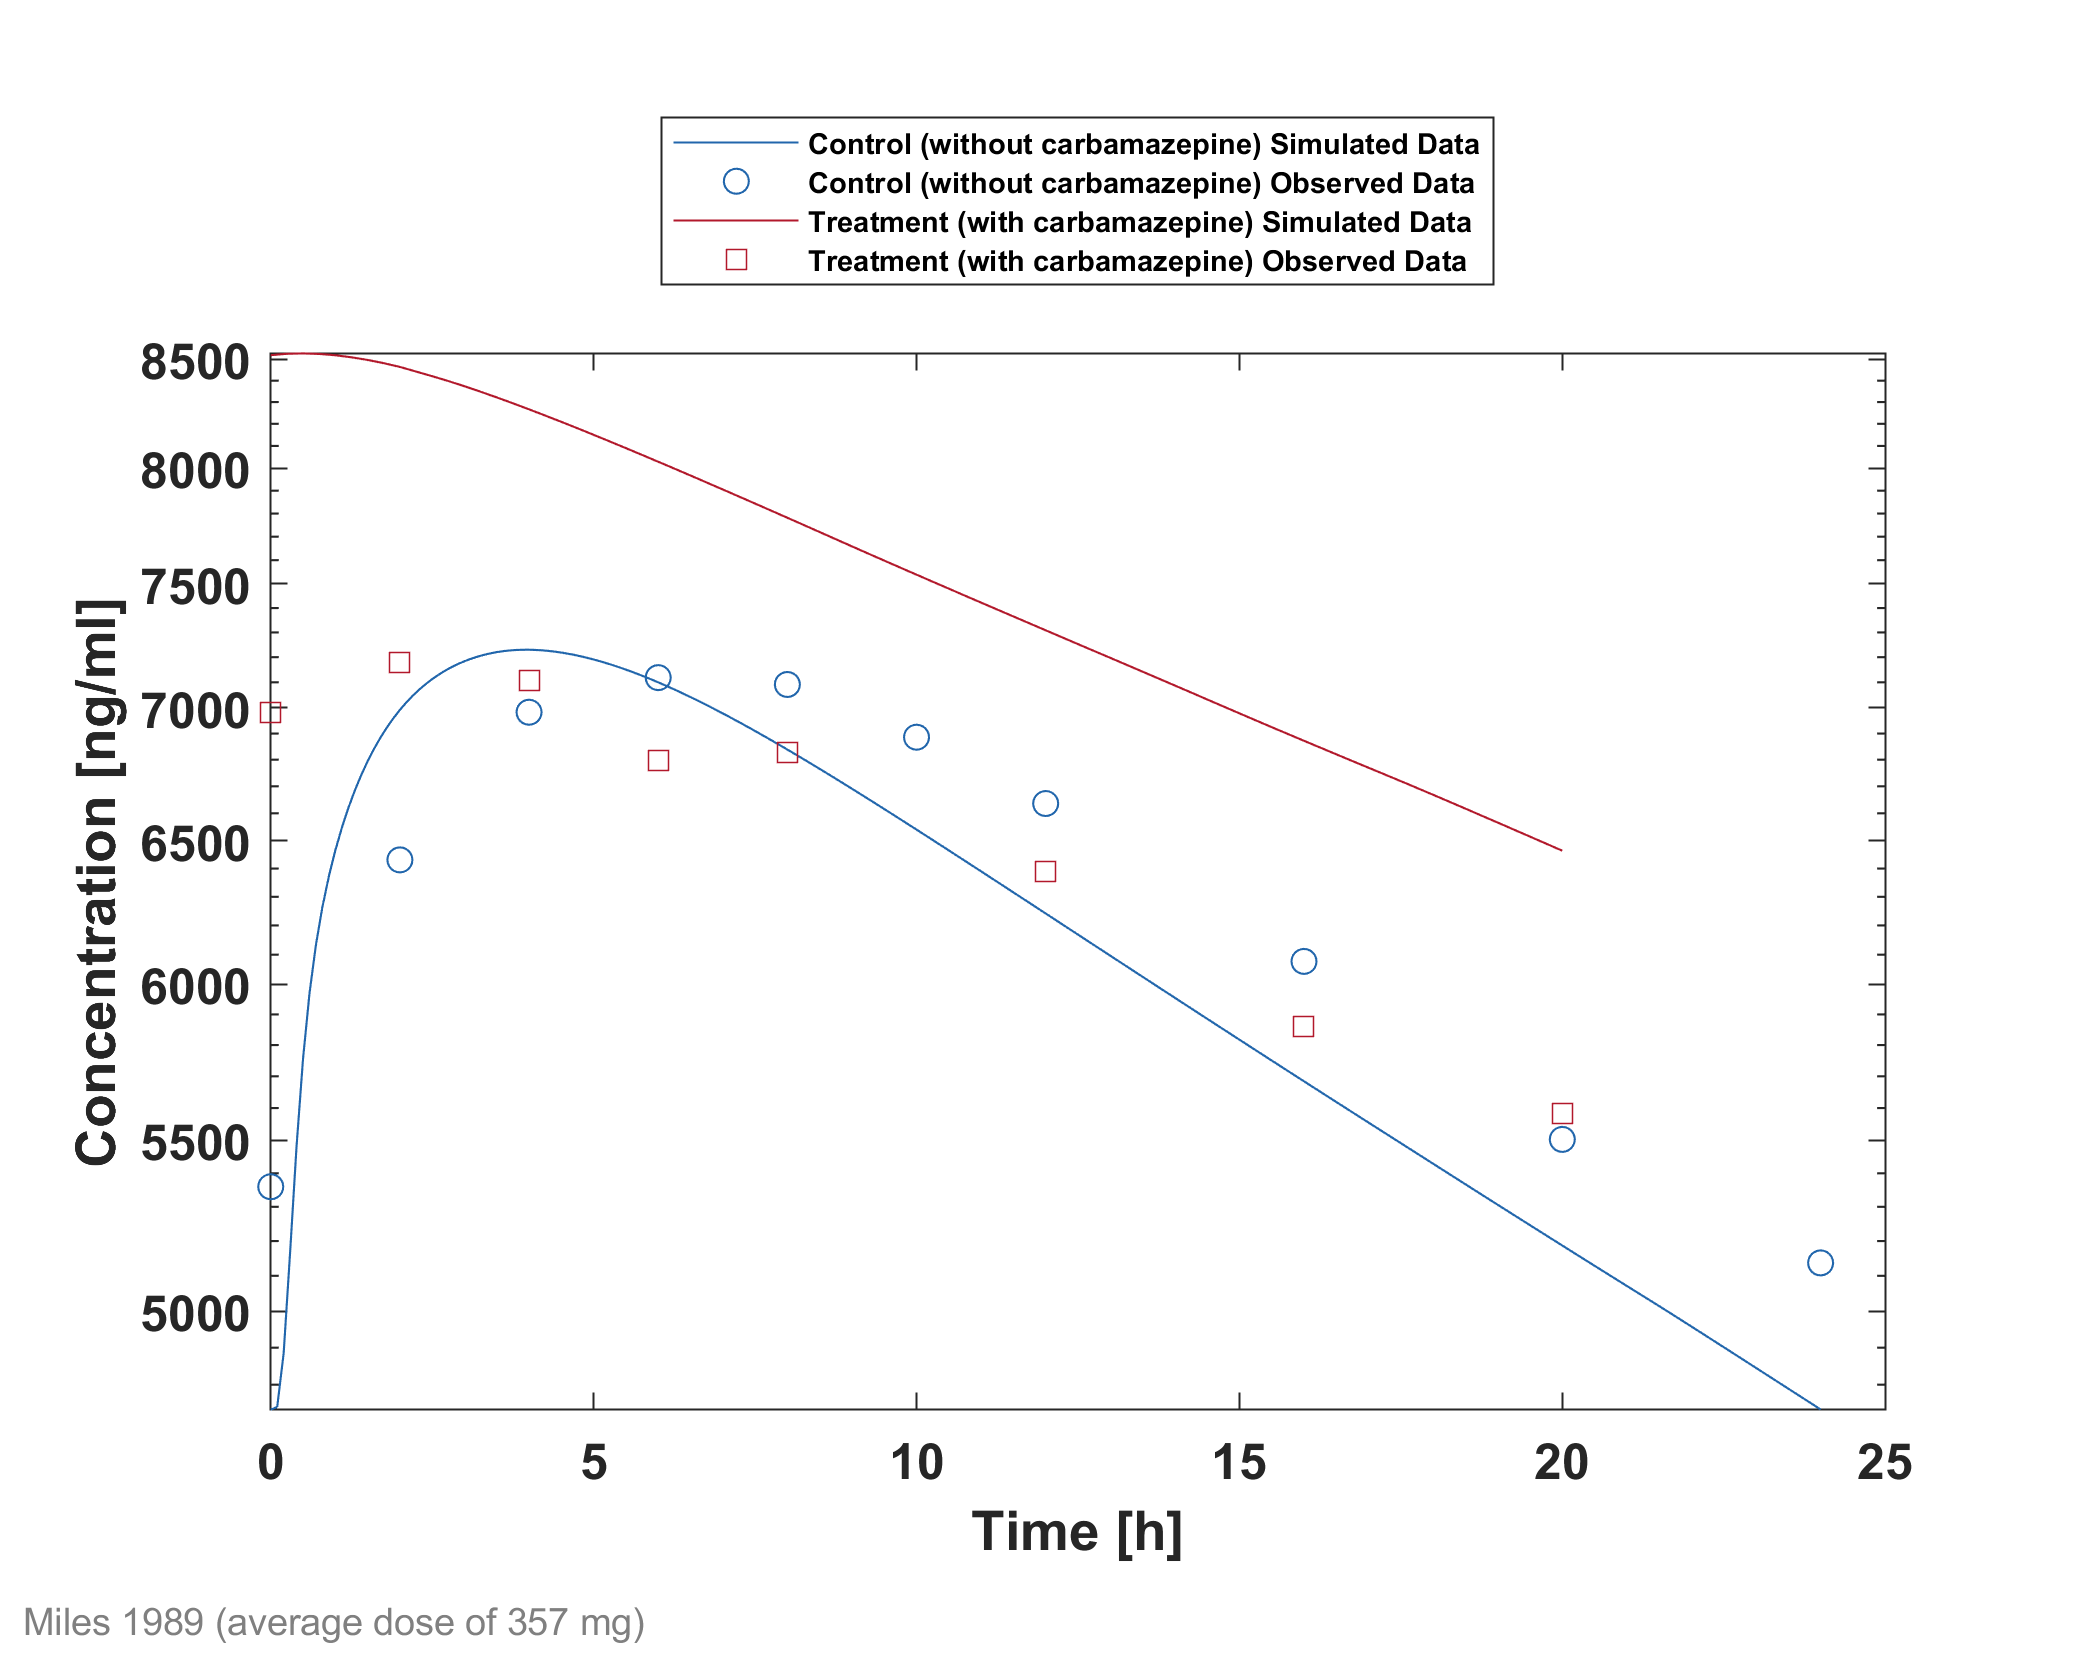 Control (without carbamazepine) Simulated Data
Control (without carbamazepine) Observed Data
Treatment (with carbamazepine) Simulated Data
Treatment (with carbamazepine) Observed Data
8500
8000
7500
7000
6500
6000
5500
5000
Concentration [ng/ml]
0 5 10 15 20 25
Time [h]
Miles 1989 (average dose of 357 mg)